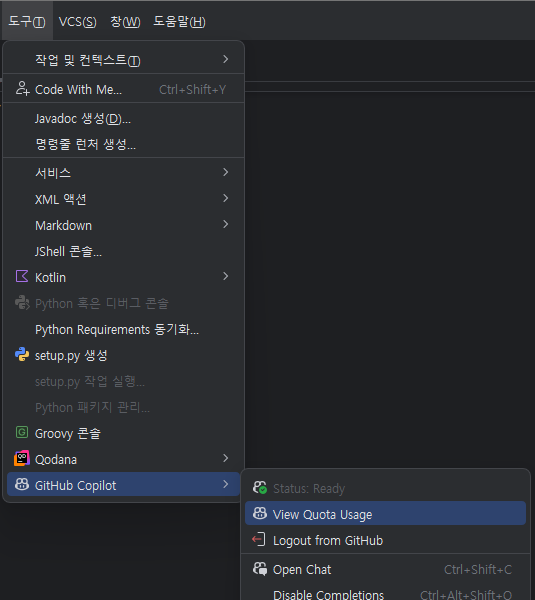 도구(T) VCS(S) 창(W) 도움말(H)
작업 및 컨텍스트(T)
Code With Me... Ctrl+Shift+Y
Javadoc 생성(D)...
명령줄 런처 생성...
서비스
XML 액션
Markdown
JShell 콘솔...
Kotlin
Python 혹은 디버그 콘솔
Python Requirements 동기화...
setup.py 생성
setup.py 작업 실행...
Python 패키지 관리...
Groovy 콘솔
Qodana
GitHub Copilot
Status: Ready
View Quota Usage
Logout from GitHub
Open Chat Ctrl+Shift+C
Disable Completions Ctrl+Alt+Shift+O